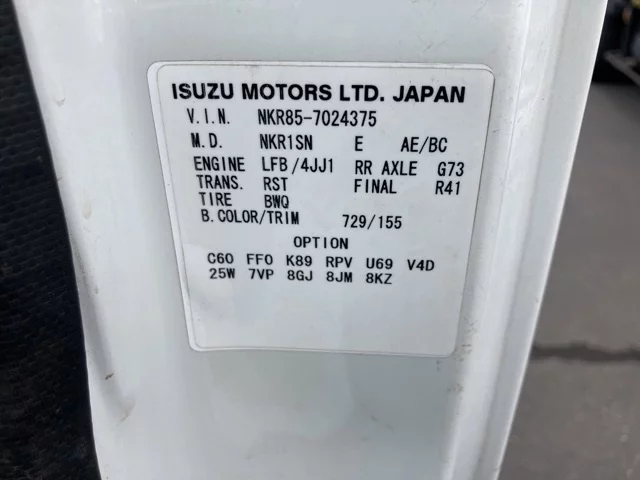 ISUZU MOTORS LTD. JAPAN
V.I.N. NKR85-7024375
M.D. NKR1SN E AE/BC
ENGINE LFB/4JJ1 RR AXLE G73
TRANS. RST FINAL R41
TIRE BWQ
B.COLOR/TRIM 729/155
OPTION
C60 FF0 K89 RPV U69 V4D
25W 7VP 8GJ 8JM 8KZ